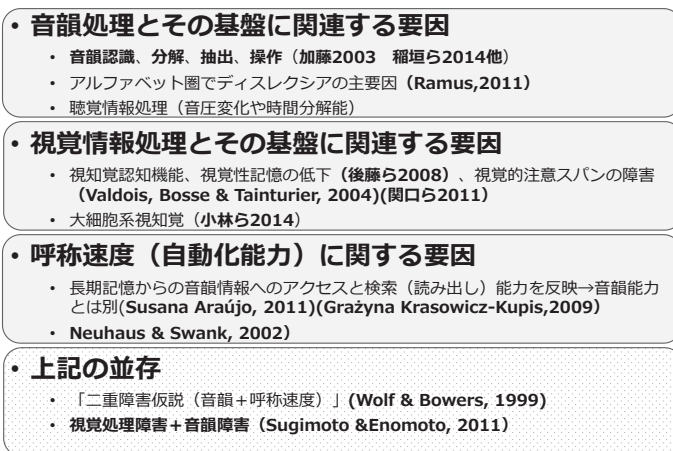 • 音韻処理とその基盤に関連する要因
• 音韻認識、分解、抽出、操作（加藤2003　稲垣ら2014他）
• アルファベット圏でディスレクシアの主要因（Ramus,2011）
• 聴覚情報処理（音圧変化や時間分解能）
• 視覚情報処理とその基盤に関連する要因
• 視知覚認知機能、視覚性記憶の低下（後藤ら2008）、視覚的注意スパンの障害
（Valdois, Bosse & Tainturier, 2004)(関口ら2011）
• 大細胞系視知覚（小林ら2014）
• 呼称速度（自動化能力）に関する要因
• 長期記憶からの音韻情報へのアクセスと検索（読み出し）能力を反映→音韻能力
とは別(Susana Araújo, 2011)(Grażyna Krasowicz-Kupis,2009）
• Neuhaus & Swank, 2002）
• 上記の並存
• 「二重障害仮説（音韻＋呼称速度）」(Wolf & Bowers, 1999)
• 視覚処理障害＋音韻障害（Sugimoto &Enomoto, 2011）